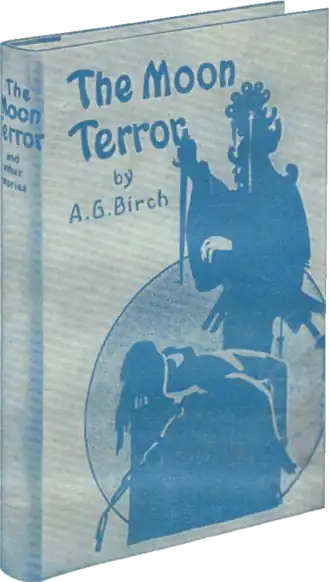 The Moon
Terror
by
A.G.Birch
The
Moon
Terror
and
other
stories